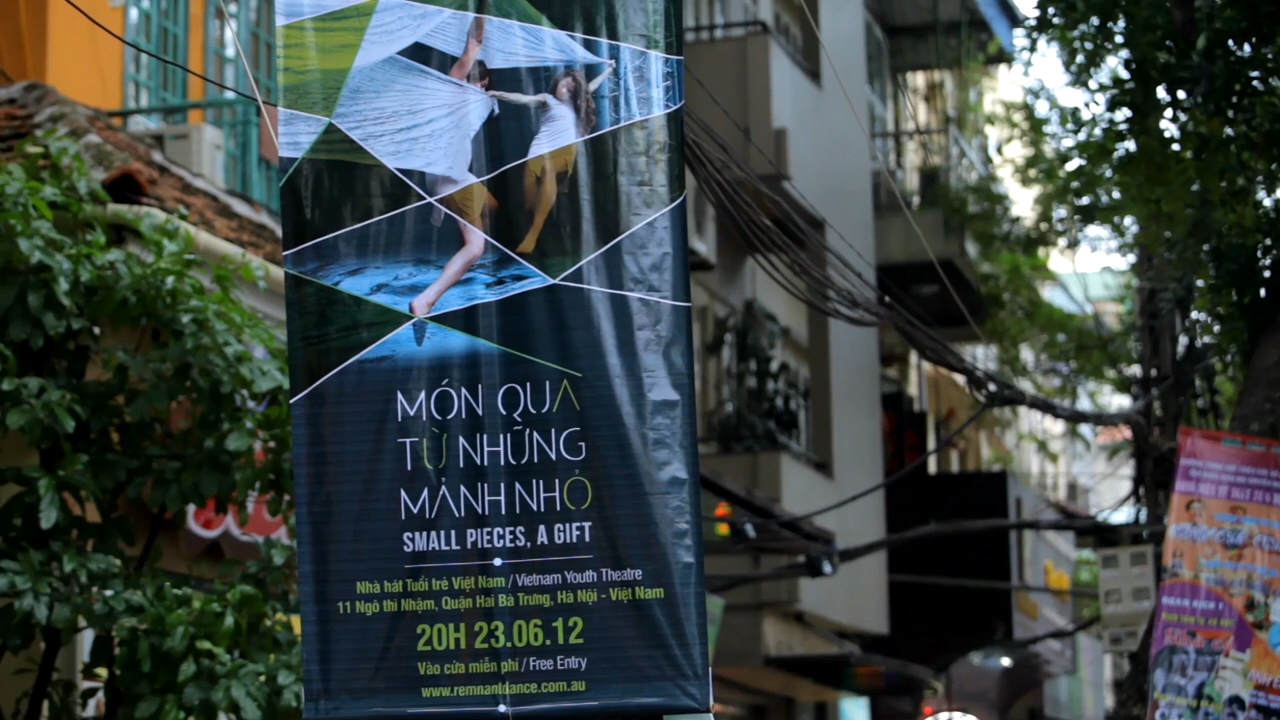 MÓN QUA
TỪ NHỮNG
MẢNH NHỎ
SMALL PIECES, A GIFT
Nhà hát Tuổi trẻ Việt Nam / Vietnam Youth Theatre
11 Ngô thì Nhậm, Quận Hai Bà Trưng, Hà Nội - Việt Nam
20H 23.06.12
Vào cửa miễn phí / Free Entry
www.remnantdance.com.au